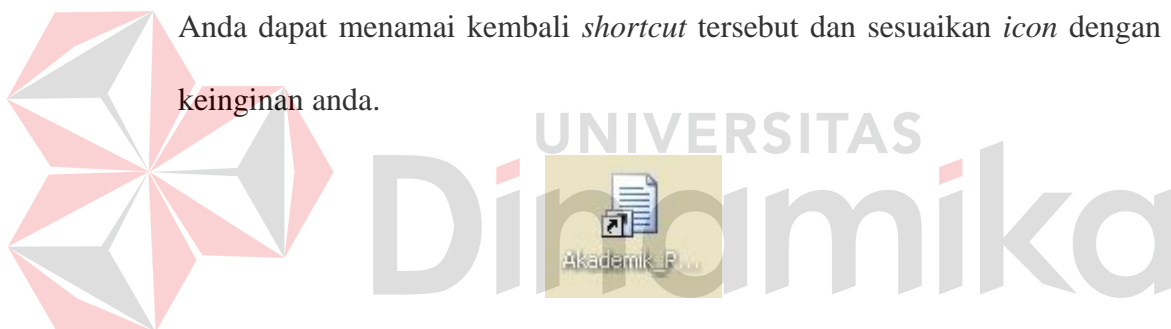 Anda dapat menamai kembali shortcut tersebut dan sesuaikan icon dengan
keinginan anda.
UNIVERSITAS
Dinamika
Akademik_P...